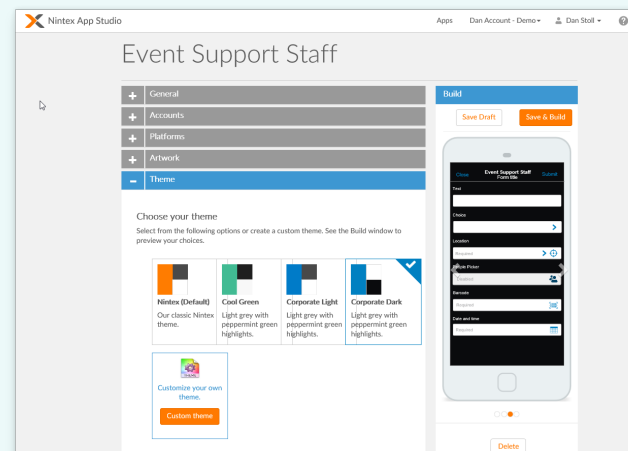 Nintex App Studio
Apps
Dan Account - Demo
Dan Stoll
Event Support Staff
General
Accounts
Platforms
Artwork
Theme
Choose your theme
Select from the following options or create a custom theme. See the Build window to
preview your choices.
Nintex (Default)
Our classic Nintex
theme.
Cool Green
Light grey with
peppermint green
highlights.
Corporate Light
Light grey with
peppermint green
highlights.
Corporate Dark
Light grey with
peppermint green
highlights.
Customize your own
theme.
Custom theme
Build
Save Draft
Save & Build
Close
Event Support Staff
Form title
Submit
Text
Choice
Location
Required
People Picker
Barcode
Required
Date and time
Required
Delete